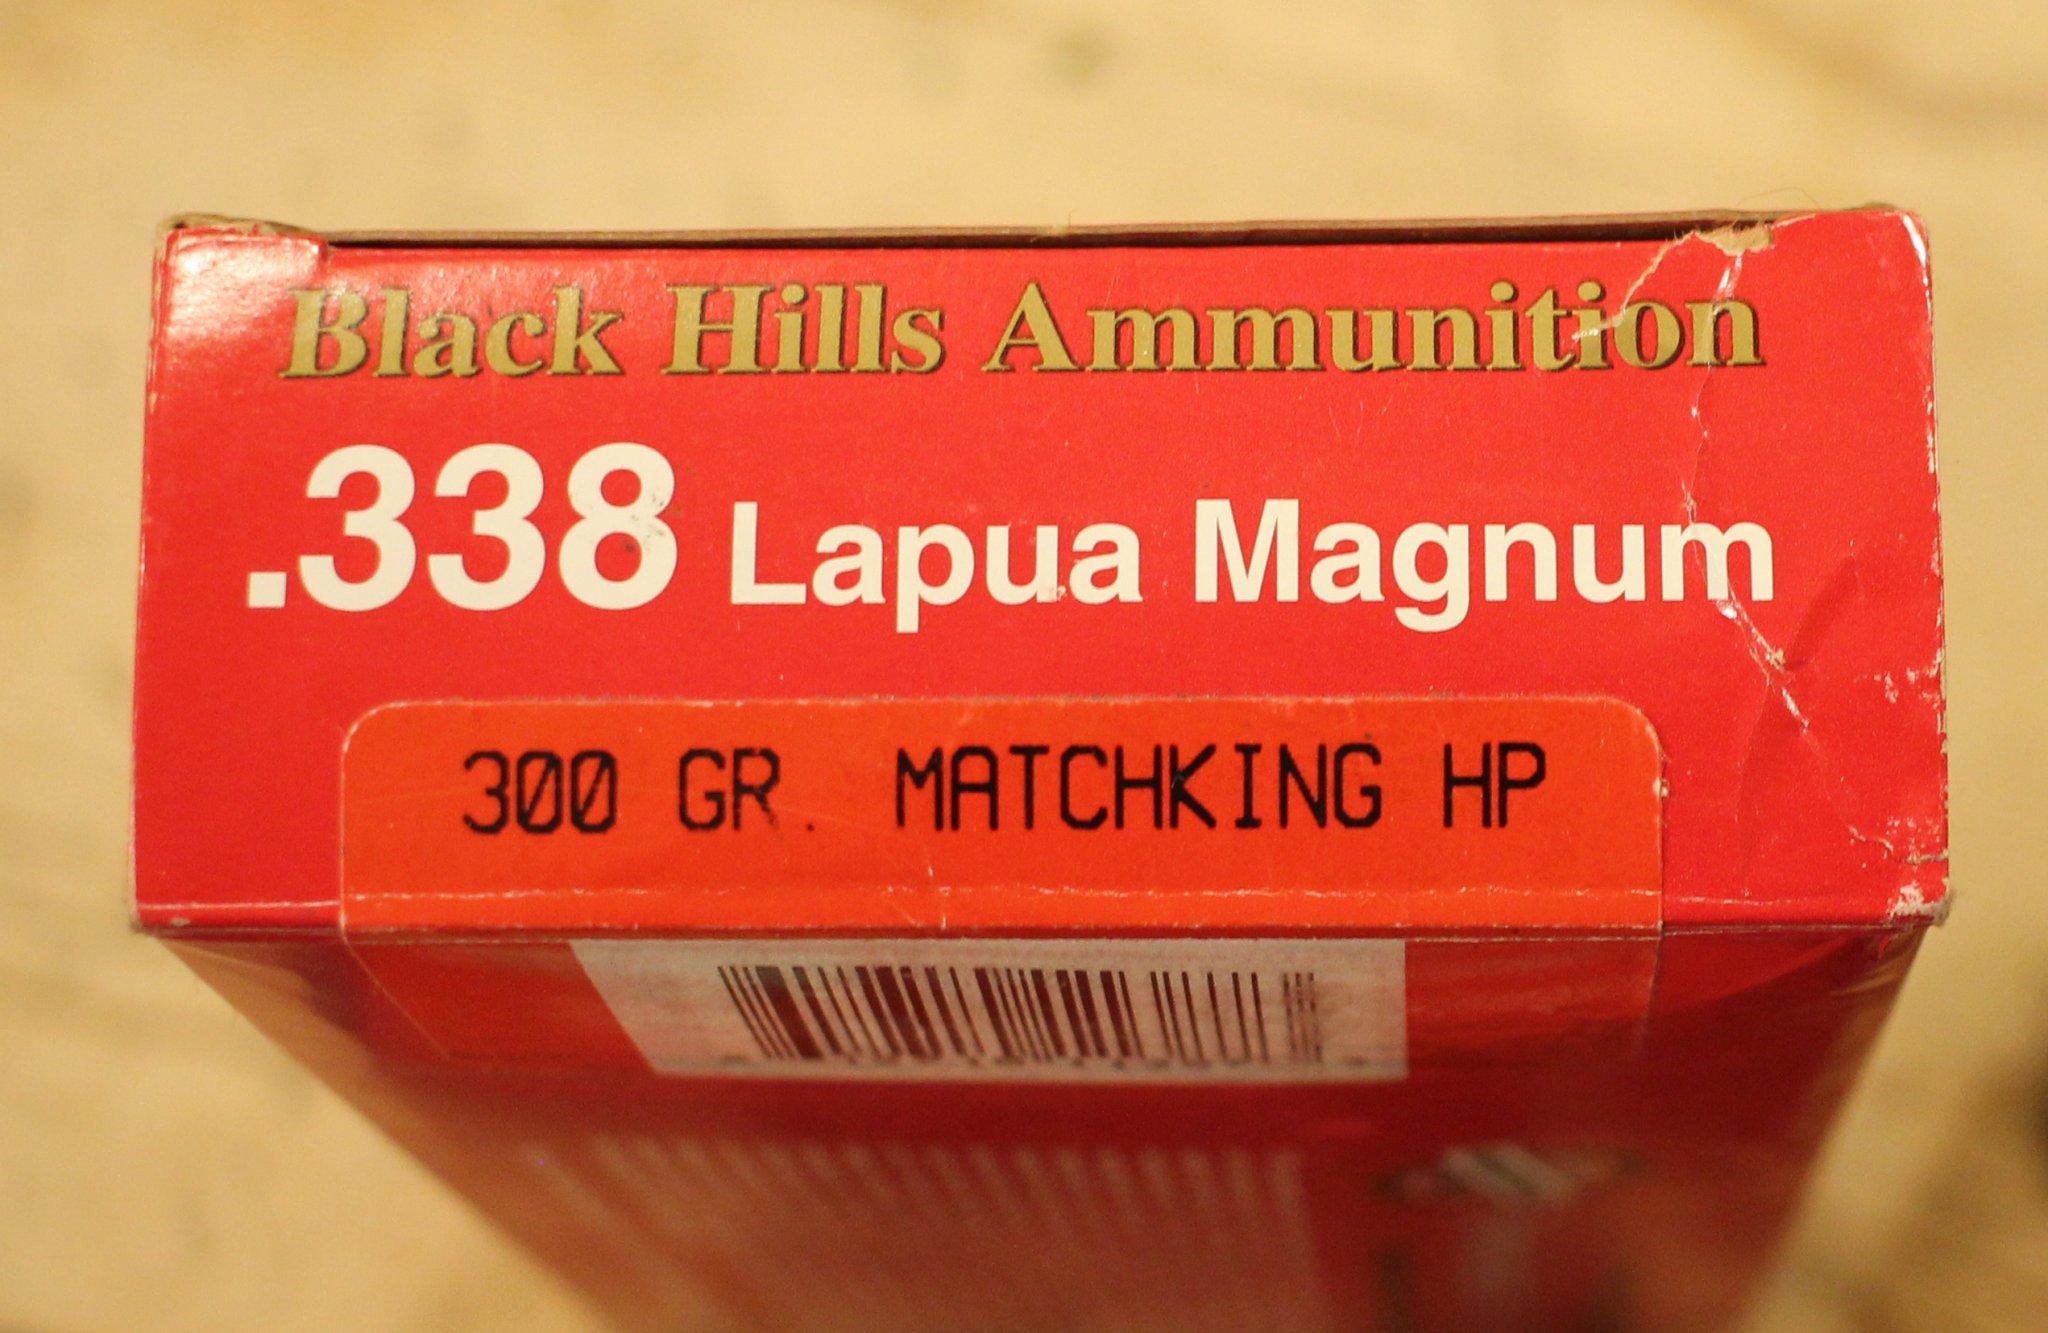 Black Hills Ammunition
.338 Lapua Magnum
300 GR. MATCHKING HP